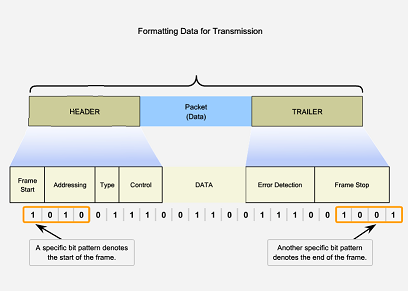 Formatting Data for Transmission
HEADER
Packet
(Data)
TRAILER
Frame
Start
Addressing
Type
Control
DATA
Error Detection
Frame Stop
1 0 1 0 0 1 1 1 1 0 1 1 0 0 1 1 1 0 0 1 0 0 1
A specific bit pattern denotes
the start of the frame.
Another specific bit pattern
denotes the end of the frame.